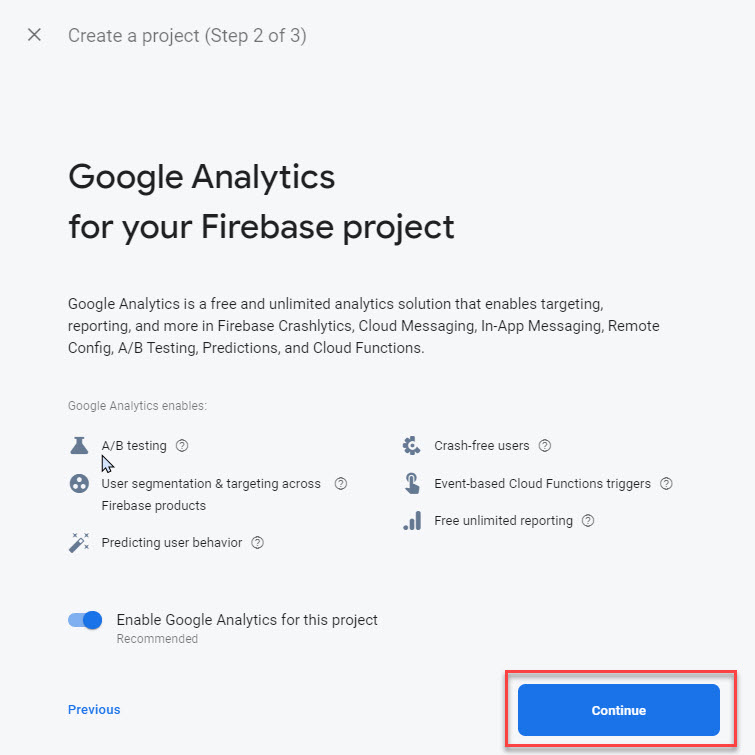 Create a project (Step 2 of 3)
Google Analytics
for your Firebase project
Google Analytics is a free and unlimited analytics solution that enables targeting,
reporting, and more in Firebase Crashlytics, Cloud Messaging, In-App Messaging, Remote
Config, A/B Testing, Predictions, and Cloud Functions.
Google Analytics enables:
A/B testing
User segmentation & targeting across
Firebase products
Predicting user behavior
Crash-free users
Event-based Cloud Functions triggers
Free unlimited reporting
Enable Google Analytics for this project
Recommended
Previous
Continue